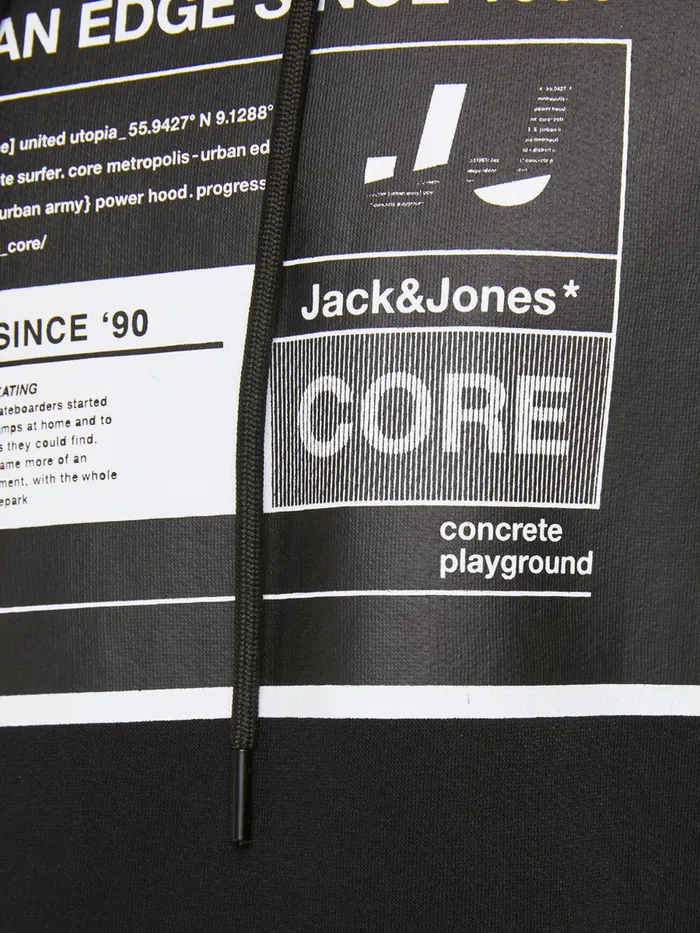 AN EDGE SINCE
e] united utopia_55.9427° N 9.1288°
te surfer. core metropolis - urban ed
urban army} power hood. progress
_core/
JJ
Jack&Jones*
SINCE ‘90
CORE
ATING
ateboarders started
mps at home and to
s they could find.
ame more of an
ment, with the whole
epark
concrete
playground